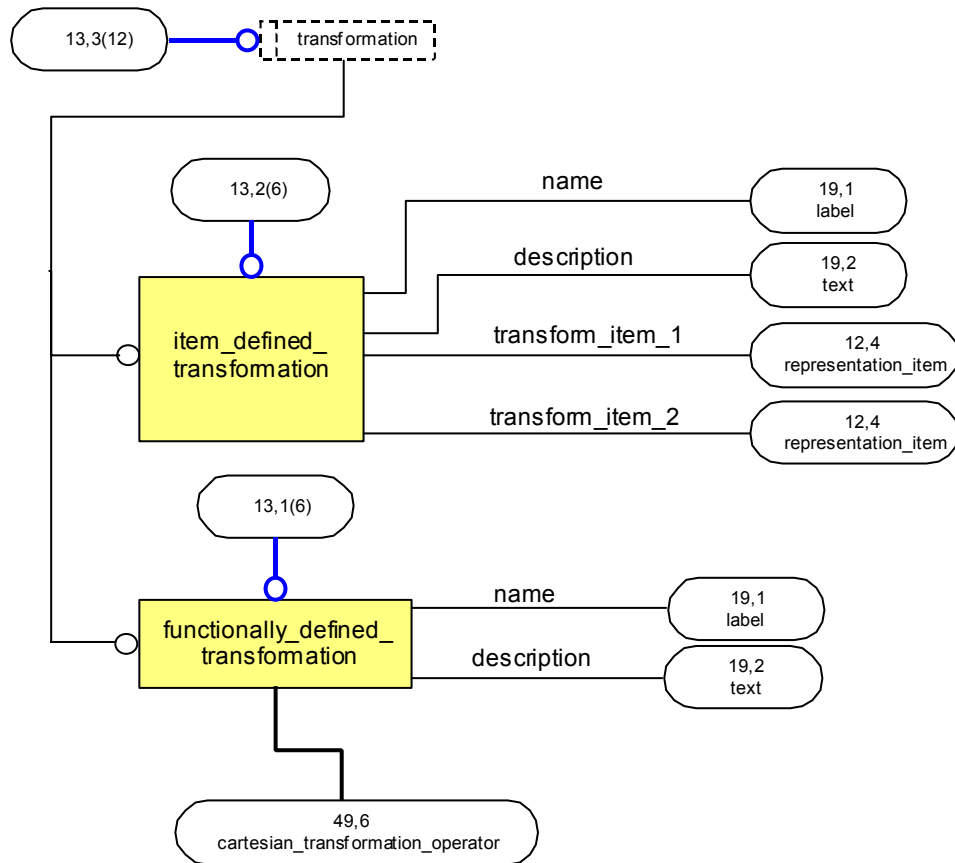 13,3(12)
transformation
13,2(6)
name
19,1
label
description
19,2
text
item_defined_
transformation
transform_item_1
12,4
representation_item
transform_item_2
12,4
representation_item
13,1(6)
name
19,1
label
functionally_defined_
transformation
description
19,2
text
49,6
cartesian_transformation_operator